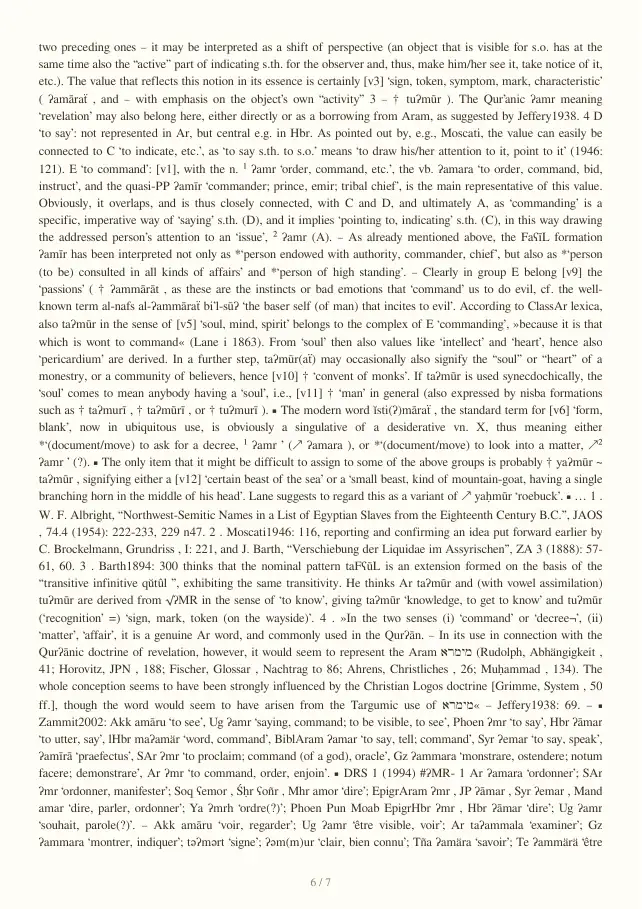 two preceding ones – it may be interpreted as a shift of perspective (an object that is visible for s.o. has at the
same time also the “active” part of indicating s.th. for the observer and, thus, make him/her see it, take notice of it,
etc.). The value that reflects this notion in its essence is certainly [v3] ‘sign, token, symptom, mark, characteristic’
( ʔamāraẗ , and – with emphasis on the object’s own “activity” 3 – † tuʔmūr ). The Qurʾanic ʔamr meaning
‘revelation’ may also belong here, either directly or as a borrowing from Aram, as suggested by Jeffery1938. 4 D
‘to say’: not represented in Ar, but central e.g. in Hbr. As pointed out by, e.g., Moscati, the value can easily be
connected to C ‘to indicate, etc.’, as ‘to say s.th. to s.o.’ means ‘to draw his/her attention to it, point to it’ (1946:
121). E ‘to command’: [v1], with the n. ¹ ʔamr ‘order, command, etc.’, the vb. ʔamara ‘to order, command, bid,
instruct’, and the quasi-PP ʔamīr ‘commander; prince, emir; tribal chief’, is the main representative of this value.
Obviously, it overlaps, and is thus closely connected, with C and D, and ultimately A, as ‘commanding’ is a
specific, imperative way of ‘saying’ s.th. (D), and it implies ‘pointing to, indicating’ s.th. (C), in this way drawing
the addressed person’s attention to an ‘issue’, ² ʔamr (A). – As already mentioned above, the FaʕīL formation
ʔamīr has been interpreted not only as *‘person endowed with authority, commander, chief’, but also as *‘person
(to be) consulted in all kinds of affairs’ and *‘person of high standing’. – Clearly in group E belong [v9] the
‘passions’ ( † ʔammārāt , as these are the instincts or bad emotions that ‘command’ us to do evil, cf. the well-
known term al-nafs al-ʔammāraẗ bi’l-sūʔ ‘the baser self (of man) that incites to evil’. According to ClassAr lexica,
also taʔmūr in the sense of [v5] ‘soul, mind, spirit’ belongs to the complex of E ‘commanding’, »because it is that
which is wont to command« (Lane i 1863). From ‘soul’ then also values like ‘intellect’ and ‘heart’, hence also
‘pericardium’ are derived. In a further step, taʔmūr(aẗ) may occasionally also signify the “soul” or “heart” of a
monestry, or a community of believers, hence [v10] † ‘convent of monks’. If taʔmūr is used synecdochically, the
‘soul’ comes to mean anybody having a ‘soul’, i.e., [v11] † ‘man’ in general (also expressed by nisba formations
such as † taʔmurī , † taʔmūrī , or † tuʔmurī ). ▪ The modern word ĭsti(ʔ)māraẗ , the standard term for [v6] ‘form,
blank’, now in ubiquitous use, is obviously a singulative of a desiderative vn. X, thus meaning either
*‘(document/move) to ask for a decree, ¹ ʔamr ’ (↗ ʔamara ), or *‘(document/move) to look into a matter, ↗²
ʔamr ’ (?). ▪ The only item that it might be difficult to assign to some of the above groups is probably † yaʔmūr ~
taʔmūr , signifying either a [v12] ‘certain beast of the sea’ or a ‘small beast, kind of mountain-goat, having a single
branching horn in the middle of his head’. Lane suggests to regard this as a variant of ↗ yaḥmūr ‘roebuck’. ▪ … 1 .
W. F. Albright, “Northwest-Semitic Names in a List of Egyptian Slaves from the Eighteenth Century B.C.”, JAOS
, 74.4 (1954): 222-233, 229 n47. 2 . Moscati1946: 116, reporting and confirming an idea put forward earlier by
C. Brockelmann, Grundriss , I: 221, and J. Barth, “Verschiebung der Liquidae im Assyrischen”, ZA 3 (1888): 57-
61, 60. 3 . Barth1894: 300 thinks that the nominal pattern taFʕūL is an extension formed on the basis of the
“transitive infinitive qŭtûl ”, exhibiting the same transitivity. He thinks Ar taʔmūr and (with vowel assimilation)
tuʔmūr are derived from √ʔMR in the sense of ‘to know’, giving taʔmūr ‘knowledge, to get to know’ and tuʔmūr
(‘recognition’ =) ‘sign, mark, token (on the wayside)’. 4 . »In the two senses (i) ‘command’ or ‘decree¬’, (ii)
‘matter’, ‘affair’, it is a genuine Ar word, and commonly used in the Qurʔān. – In its use in connection with the
Qurʔānic doctrine of revelation, however, it would seem to represent the Aram מימרא (Rudolph, Abhängigkeit ,
41; Horovitz, JPN , 188; Fischer, Glossar , Nachtrag to 86; Ahrens, Christliches , 26; Muḥammad , 134). The
whole conception seems to have been strongly influenced by the Christian Logos doctrine [Grimme, System , 50
ff.], though the word would seem to have arisen from the Targumic use of מימרא« – Jeffery1938: 69. – ▪
Zammit2002: Akk amāru ‘to see’, Ug ʔamr ‘saying, command; to be visible, to see’, Phoen ʔmr ‘to say’, Hbr ʔāmar
‘to utter, say’, lHbr maʔamār ‘word, command’, BiblAram ʔamar ‘to say, tell; command’, Syr ʔemar ‘to say, speak’,
ʔamīrā ‘praefectus’, SAr ʔmr ‘to proclaim; command (of a god), oracle’, Gz ʔammara ‘monstrare, ostendere; notum
facere; demonstrare’, Ar ʔmr ‘to command, order, enjoin’. ▪ DRS 1 (1994) #ʔMR- 1 Ar ʔamara ‘ordonner’; SAr
ʔmr ‘ordonner, manifester’; Soq ʕemor , Śḥr ʕoñr , Mhr amor ‘dire’; EpigrAram ʔmr , JP ʔāmar , Syr ʔemar , Mand
amar ‘dire, parler, ordonner’; Ya ʔmrh ‘ordre(?)’; Phoen Pun Moab EpigrHbr ʔmr , Hbr ʔāmar ‘dire’; Ug ʔamr
‘souhait, parole(?)’. – Akk amāru ‘voir, regarder’; Ug ʔamr ‘être visible, voir’; Ar taʔammala ‘examiner’; Gz
ʔammara ‘montrer, indiquer’; təʔmərt ‘signe’; ʔəm(m)ur ‘clair, bien connu’; Tña ʔamärä ‘savoir’; Te ʔammärä ‘être
6 / 7